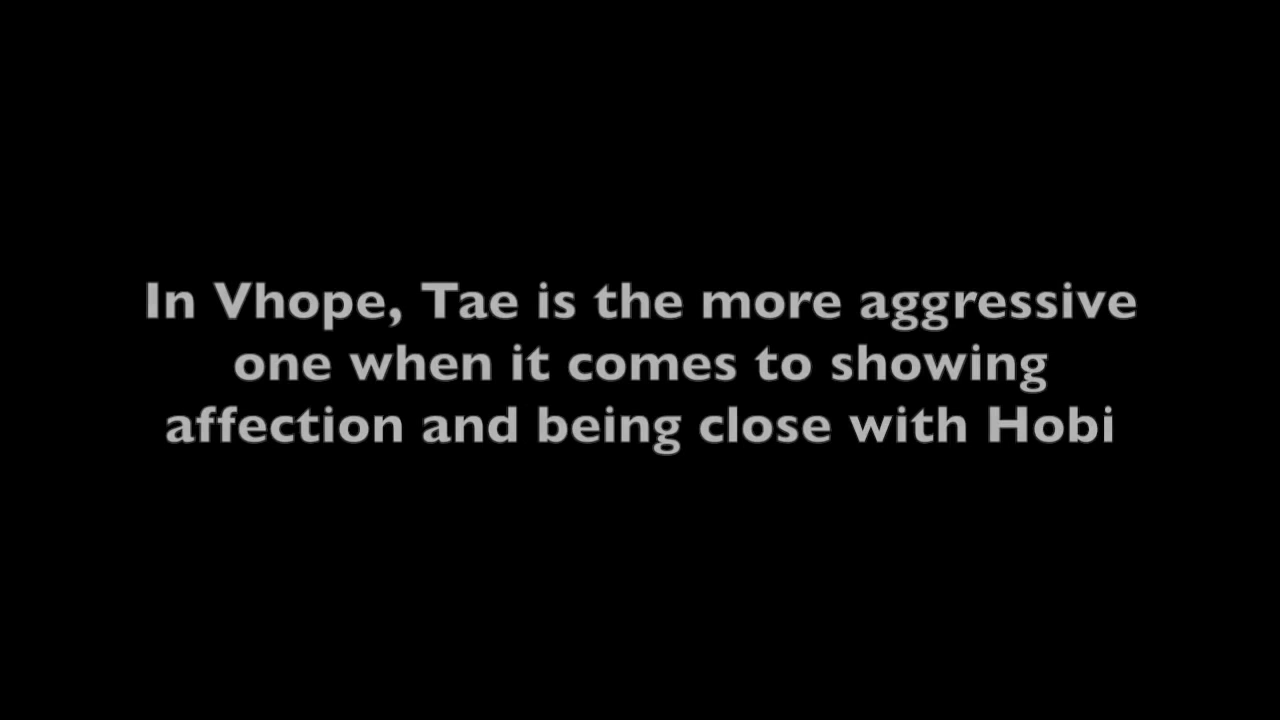 In Vhope, Tae is the more aggressive
one when it comes to showing
affection and being close with Hobi